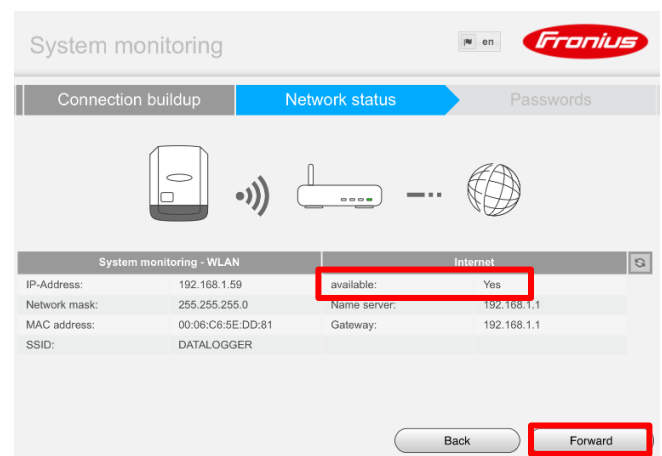 System monitoring
en
Fronius
Connection buildup Network status Passwords
System monitoring - WLAN Internet
IP-Address: 192.168.1.59 available: Yes
Network mask: 255.255.255.0 Name server: 192.168.1.1
MAC address: 00:06:C6:5E:DD:81 Gateway: 192.168.1.1
SSID: DATALOGGER
Back Forward